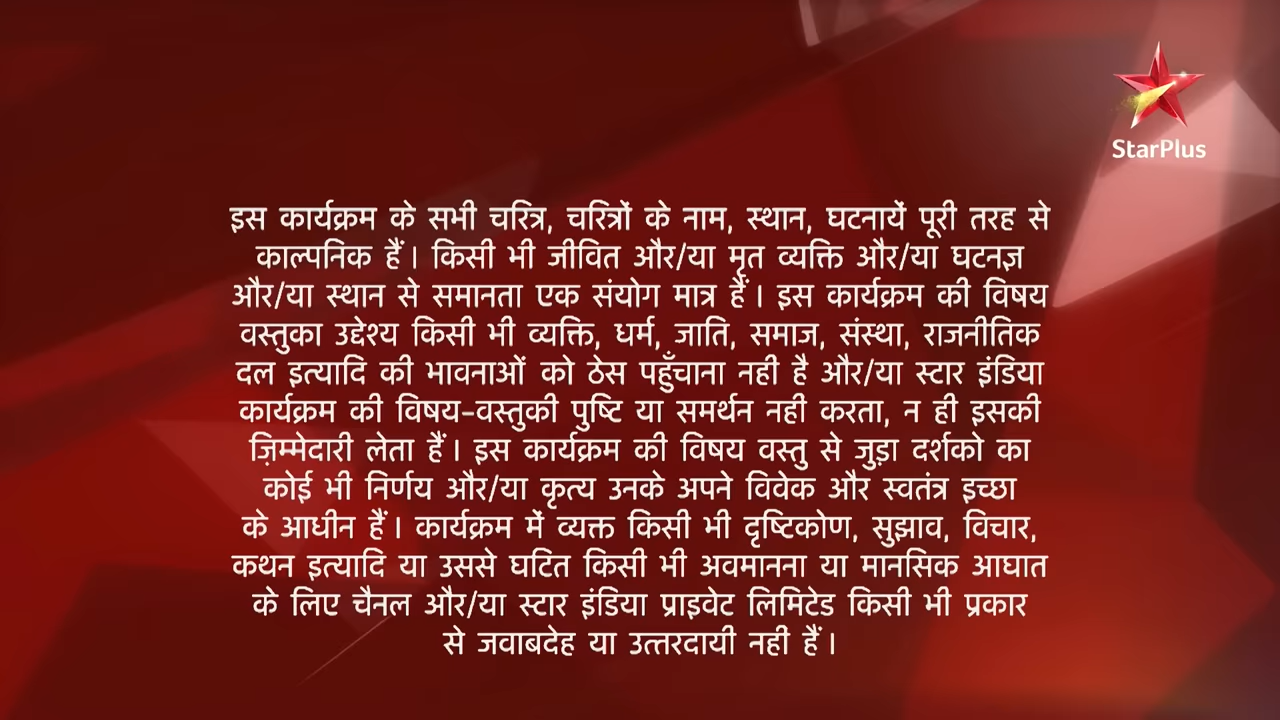 StarPlus
इस कार्यक्रम के सभी चरित्र, चरित्रों के नाम, स्थान, घटनायें पूरी तरह से
काल्पनिक हैं। किसी भी जीवित और/या मृत व्यक्ति और/या घटनज्ञ
और/या स्थान से समानता एक संयोग मात्र हैं। इस कार्यक्रम की विषय
वस्तुका उद्देश्य किसी भी व्यक्ति, धर्म, जाति, समाज, संस्था, राजनीतिक
दल इत्यादि की भावनाओं को ठेस पहुँचाना नही है और/या स्टार इंडिया
कार्यक्रम की विषय-वस्तुकी पुष्टि या समर्थन नही करता, न ही इसकी
ज़िम्मेदारी लेता हैं। इस कार्यक्रम की विषय वस्तु से जुड़ा दर्शको का
कोई भी निर्णय और/या कृत्य उनके अपने विवेक और स्वतंत्र इच्छा
के आधीन हैं। कार्यक्रम में व्यक्त किसी भी दृष्टिकोण, सुझाव, विचार,
कथन इत्यादि या उससे घटित किसी भी अवमानना या मानसिक आघात
के लिए चैनल और/या स्टार इंडिया प्राइवेट लिमिटेड किसी भी प्रकार
से जवाबदेह या उत्तरदायी नही हैं।